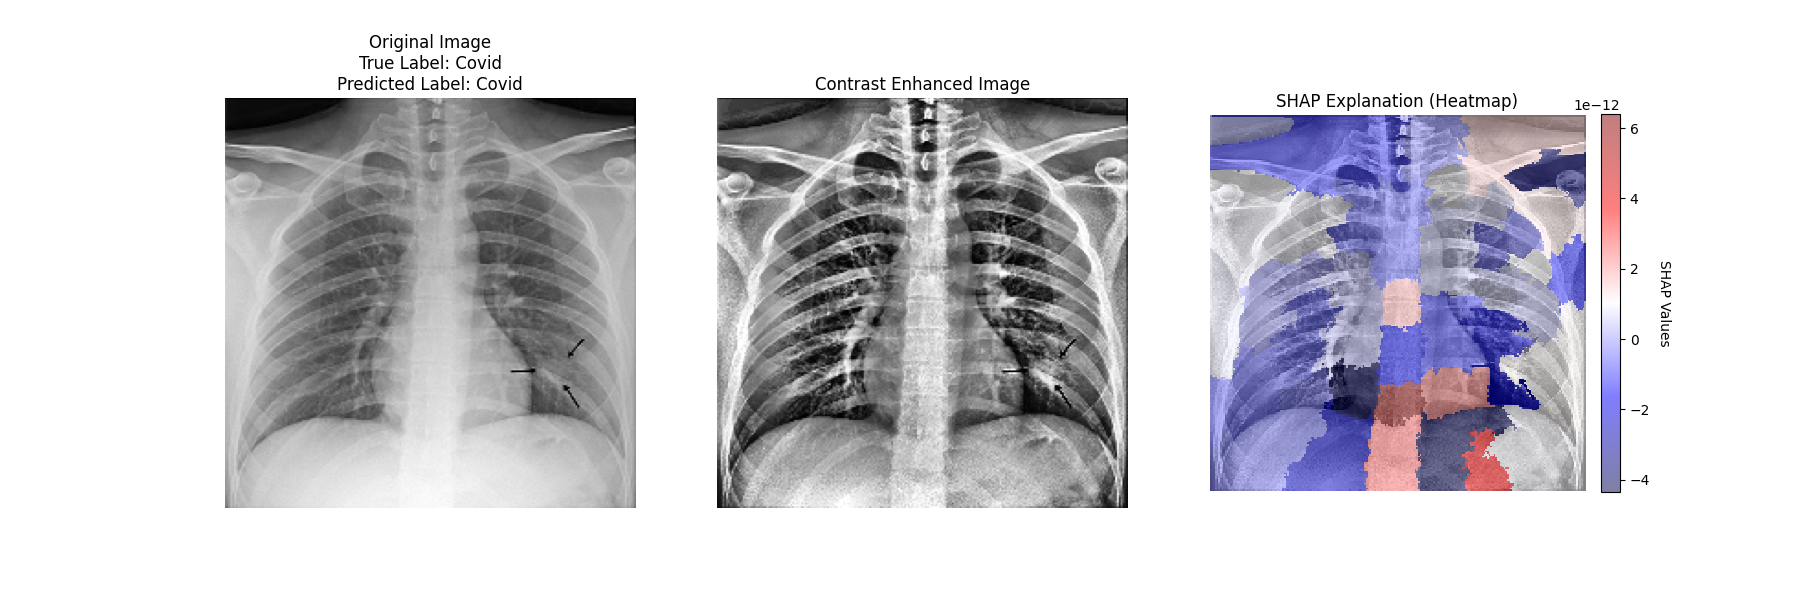 Original Image
True Label: Covid
Predicted Label: Covid
Contrast Enhanced Image
SHAP Explanation (Heatmap)
1e−12
6
4
2
0
−2
−4
SHAP Values